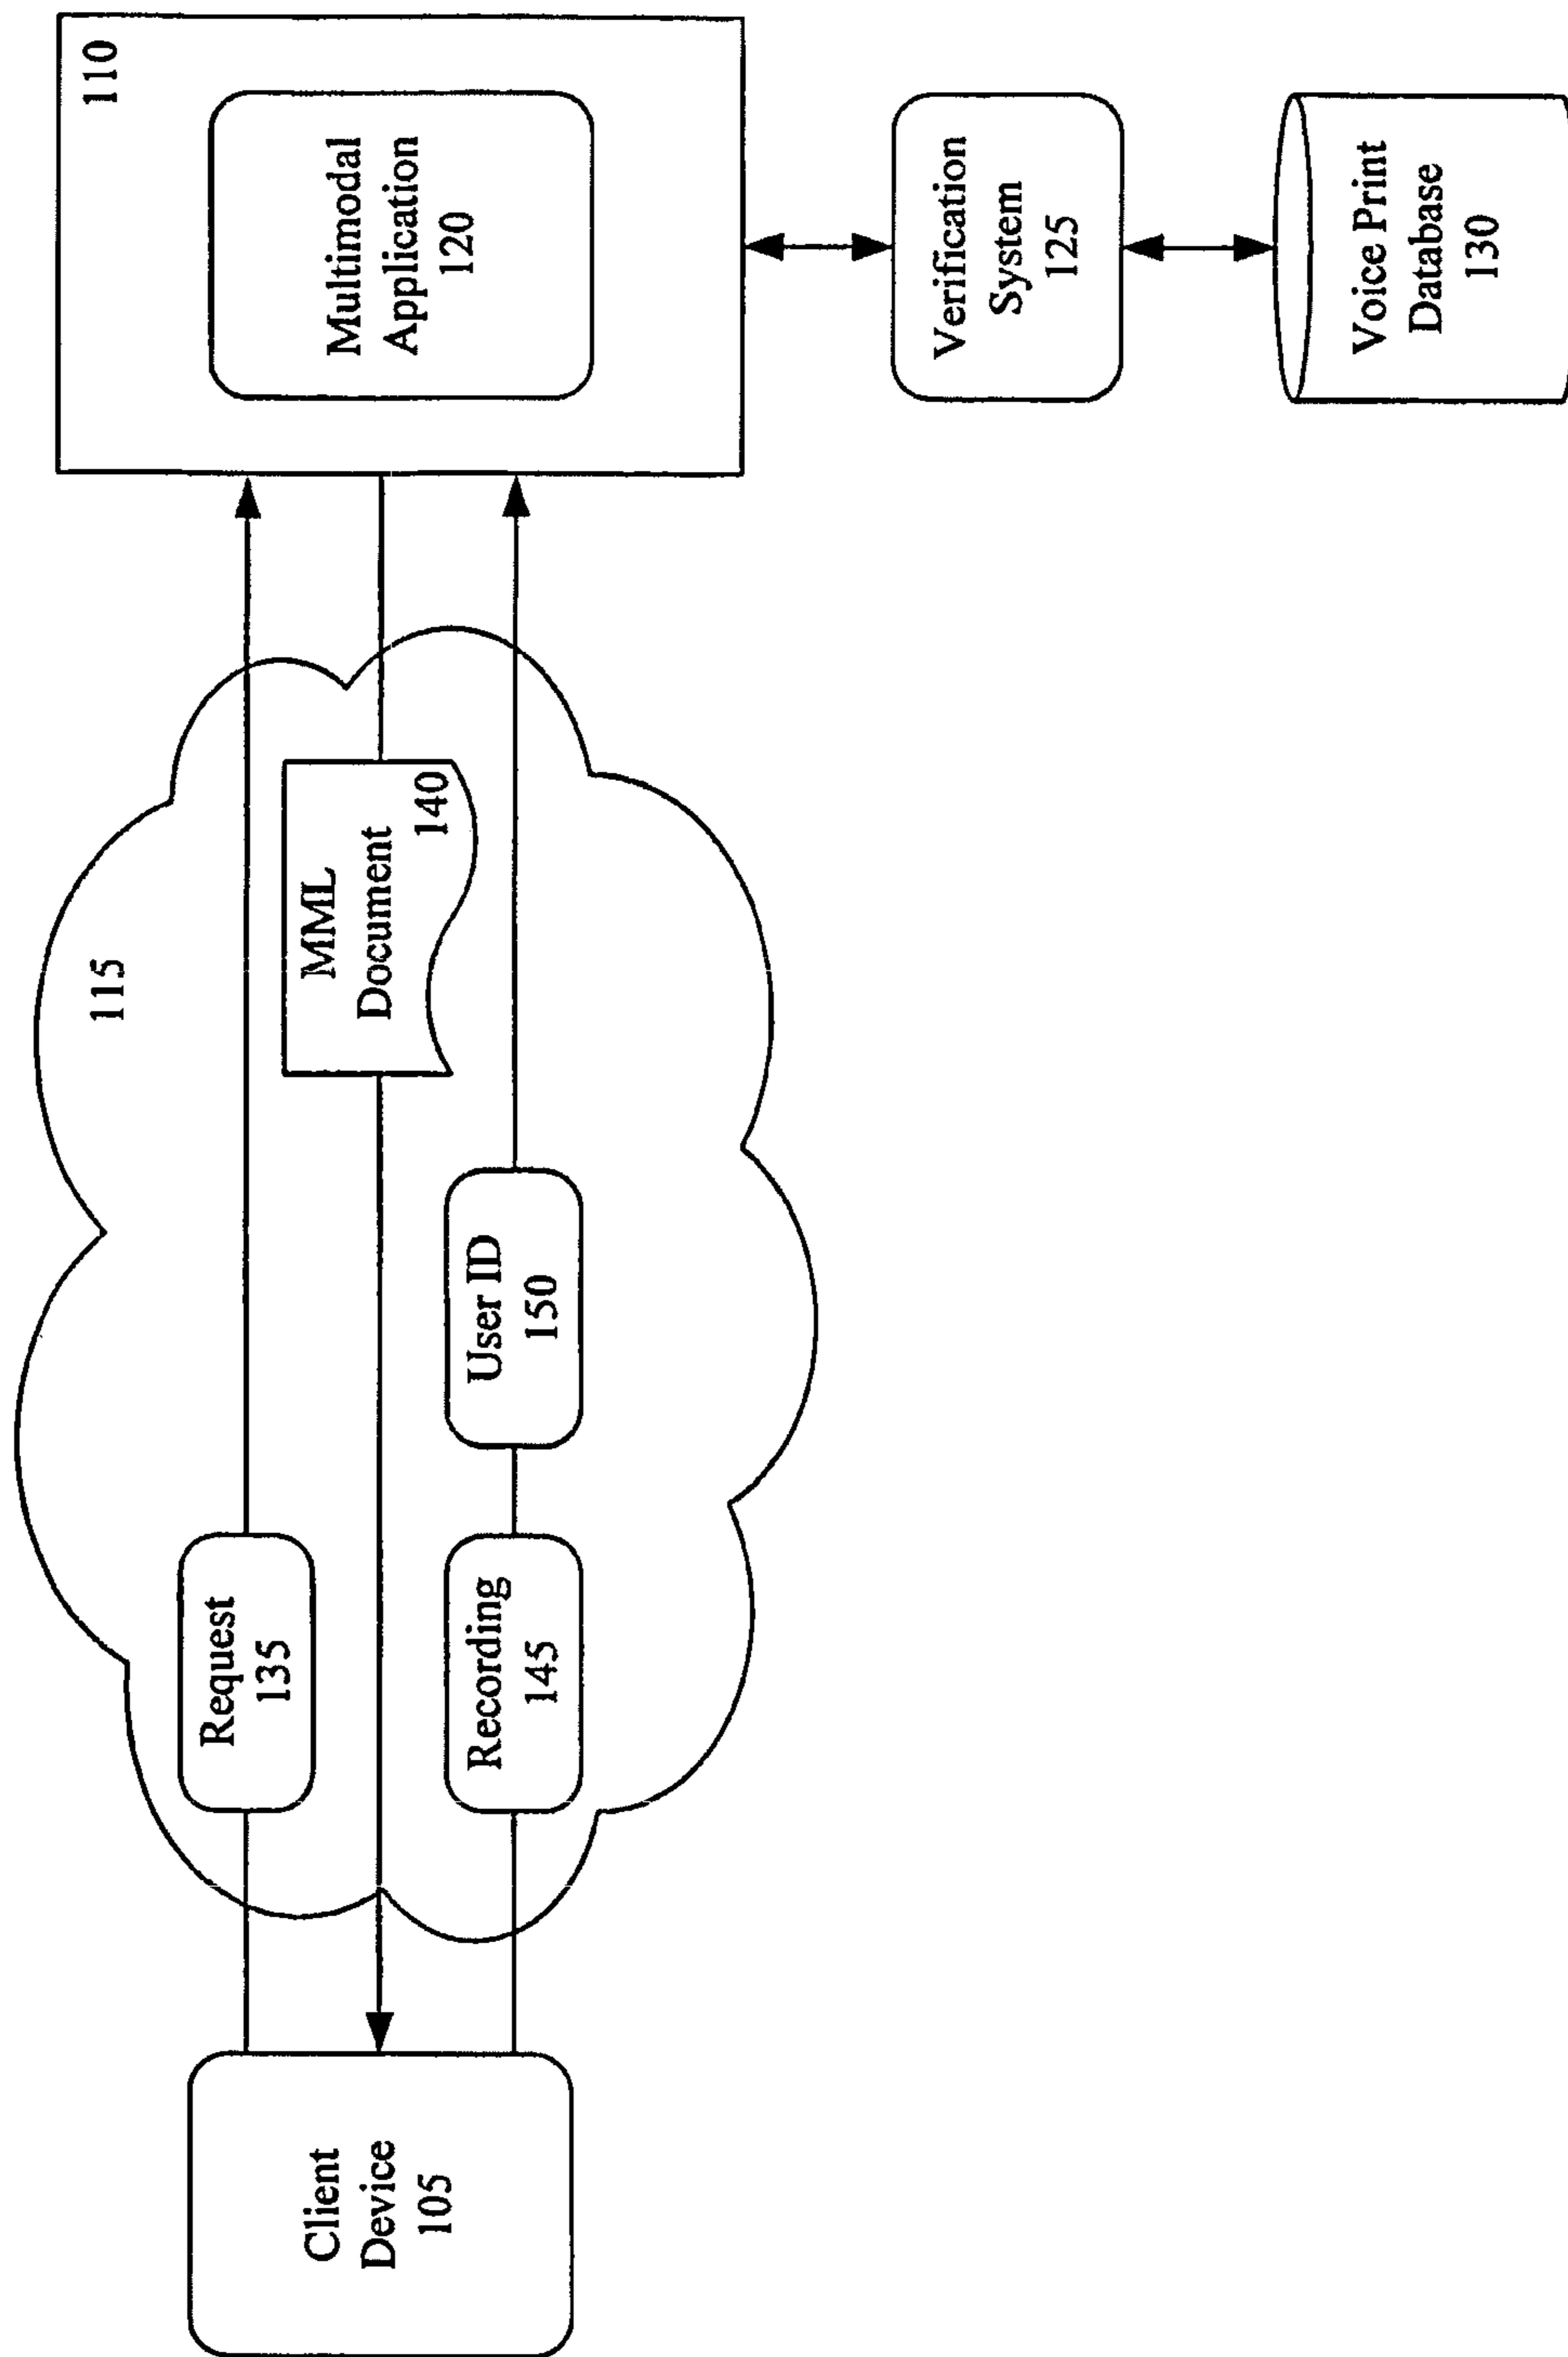 115
110
Client
Device
105
Request
135
MML
Document
140
Recording
145
User ID
150
Multimodal
Application
120
Verification
System
125
Voice Print
Database
130